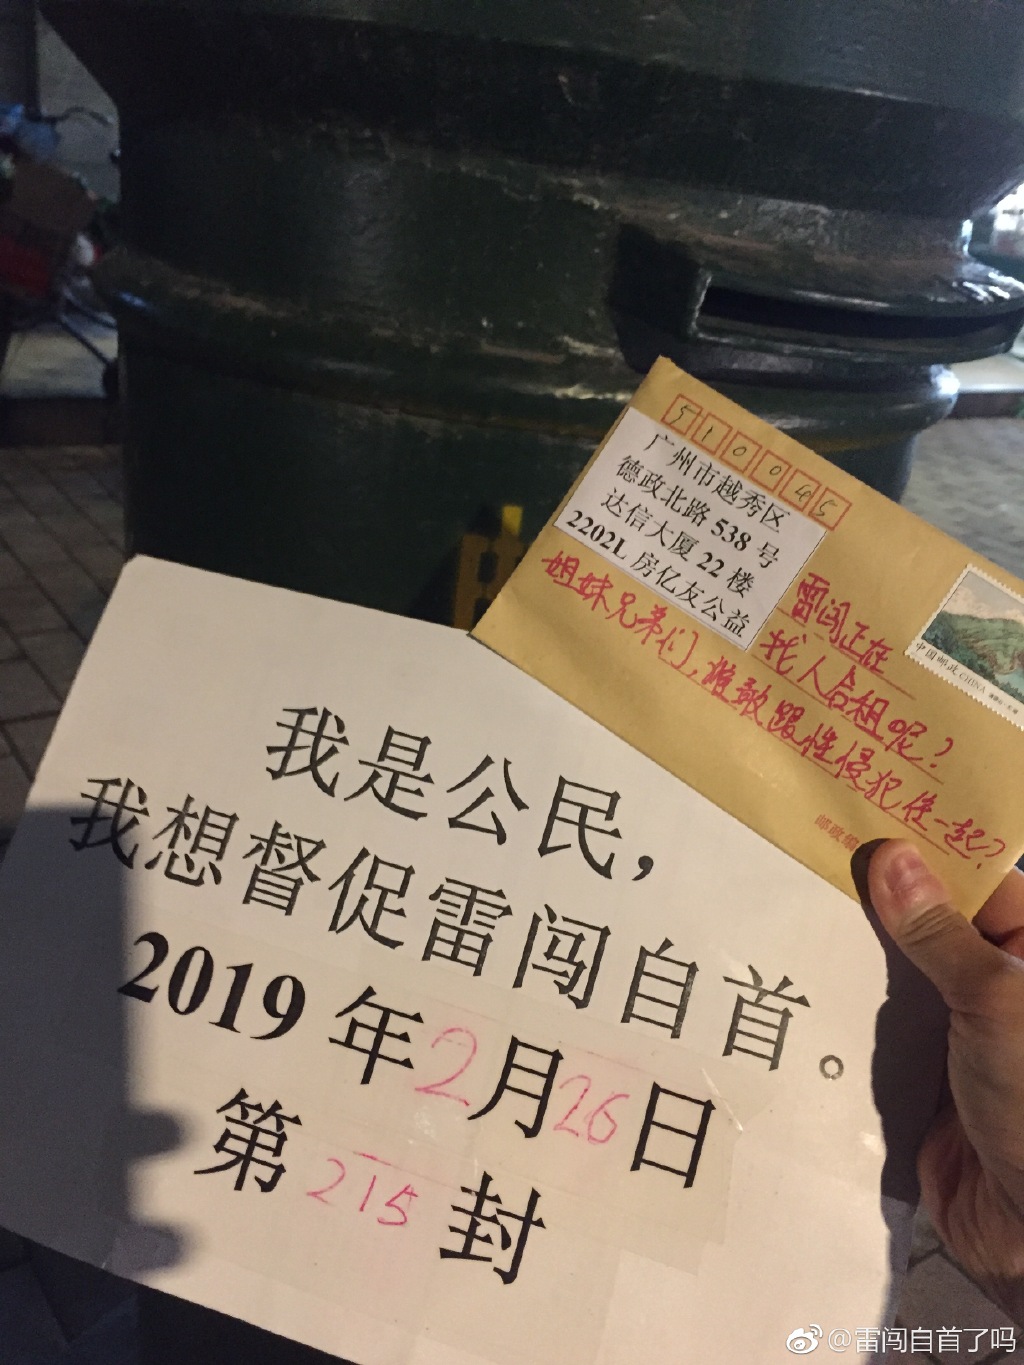 510045
广州市越秀区
德政北路 538 号
达信大厦 22 楼
2202L 房亿友公益
雷闯正在
找人合租呢？
姐妹兄弟们，谁敢跟性侵犯住一起？
中国邮政 CHINA
邮政编
我是公民，
我想督促雷闯自首。
2019 年 2 月 26 日
第 215 封
@雷闯自首了吗